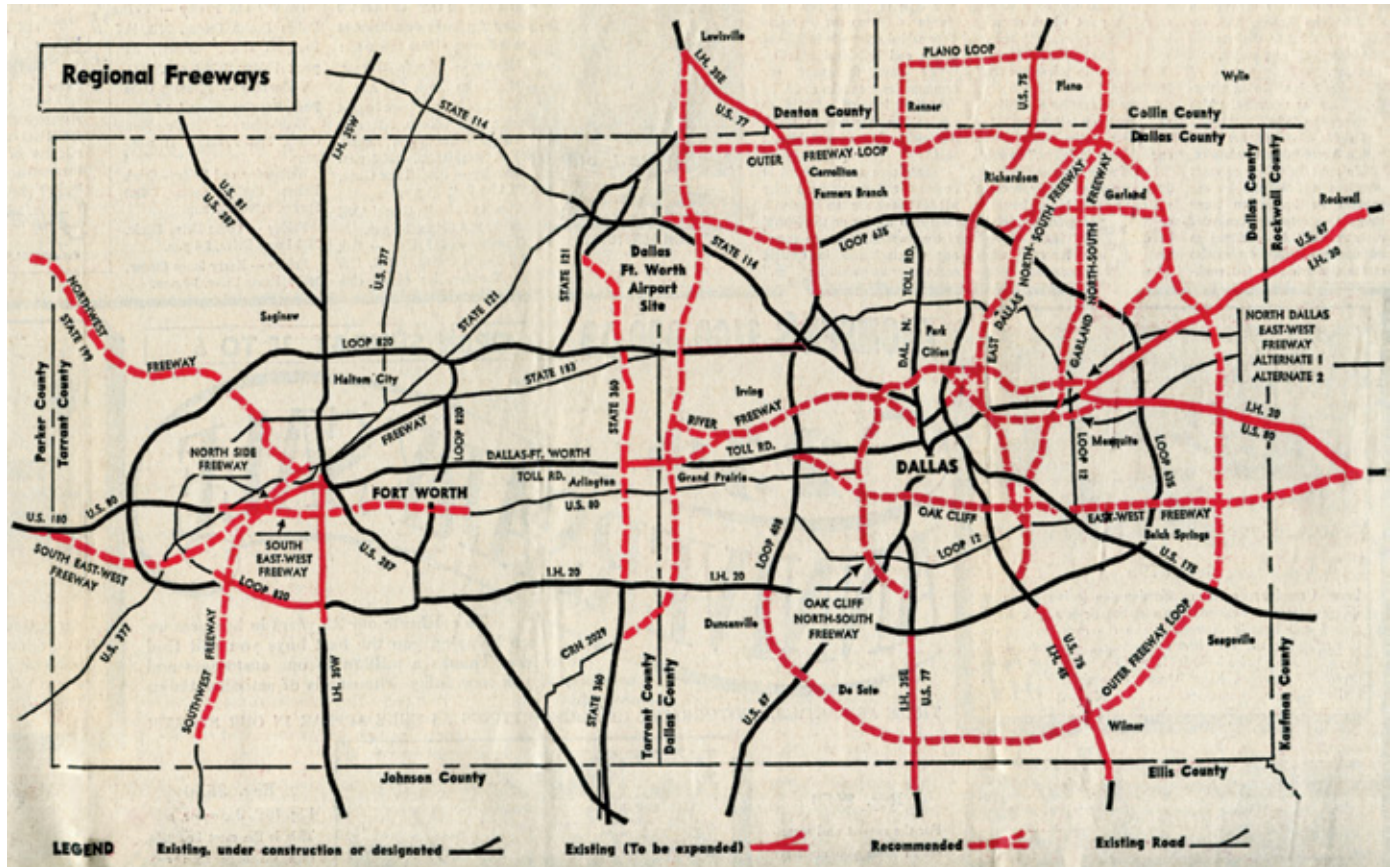 Regional Freeways
Lewisville
I.H. 35E
U.S. 77
PLANO LOOP
Renner
U.S. 75
Plano
Wylie
Denton County
Collin County
Dallas County
I.H. 35W
STATE 114
U.S. 81
U.S. 287
U.S. 377
OUTER FREEWAY LOOP
Carrollton
Farmers Branch
Richardson
Garland
Dallas County
Rockwall County
Rockwall
U.S. 67
I.H. 30
NORTHWEST FREEWAY
STATE 199
Saginaw
STATE 121
STATE 121
Dallas
Ft. Worth
Airport
Site
STATE 114
LOOP 635
DAL. N. TOLL RD.
Park
Cities
EAST DALLAS NORTH-SOUTH FREEWAY
GARLAND NORTH-SOUTH FREEWAY
NORTH DALLAS
EAST-WEST
FREEWAY
ALTERNATE 1
ALTERNATE 2
LOOP 820
Haltom City
STATE 183
STATE 360
Irving
Parker County
Tarrant County
FREEWAY
LOOP 820
RIVER FREEWAY
I.H. 20
U.S. 80
Mesquite
LOOP 12
LOOP 635
NORTH SIDE
FREEWAY
DALLAS-FT. WORTH
TOLL RD.
TOLL RD.
Arlington
Grand Prairie
DALLAS
U.S. 80
U.S. 180
FORT WORTH
U.S. 80
OAK CLIFF
EAST-WEST FREEWAY
Balch Springs
SOUTH EAST-WEST
FREEWAY
SOUTH
EAST-WEST
FREEWAY
U.S. 287
LOOP 408
LOOP 12
U.S. 175
LOOP 820
I.H. 20
I.H. 20
OAK CLIFF
NORTH-SOUTH
FREEWAY
Duncanville
U.S. 377
SOUTHWEST FREEWAY
CRN 2029
Seagoville
U.S. 75
I.H. 45
OUTER FREEWAY LOOP
De Soto
I.H. 35W
STATE 360
Tarrant County
Dallas County
U.S. 67
I.H. 35E
U.S. 77
Wilmer
Kaufman County
Johnson County
Ellis County
LEGEND Existing, under construction or designated Existing (To be expanded) Recommended Existing Road